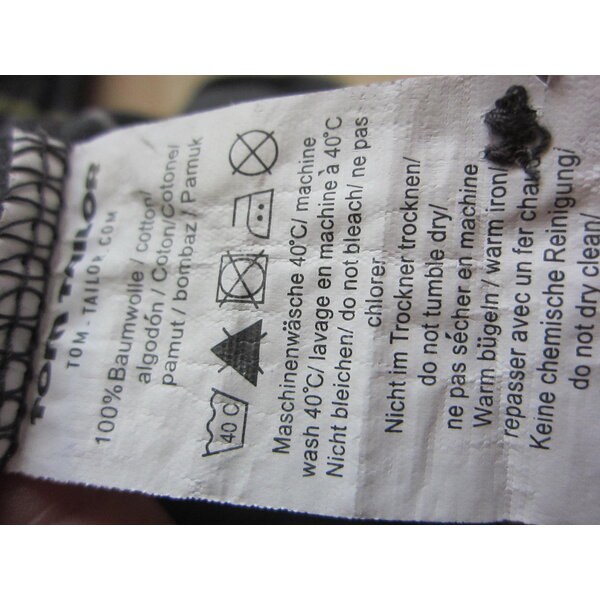 TOM TAILOR
TOM-TAILOR.COM
100% Baumwolle / cotton/
algodón / Coton/Cotone/
pamut / bombaz / Pamuk
40 C
Maschinenwäsche 40°C/ machine
wash 40°C/ lavage en machine à 40°C
Nicht bleichen/ do not bleach/ ne pas
chlorer
Nicht im Trockner trocknen/
do not tumble dry/
ne pas sécher en machine
Warm bügeln/ warm iron/
repasser avec un fer
Keine chemische Reinigung/
do not dry clean/